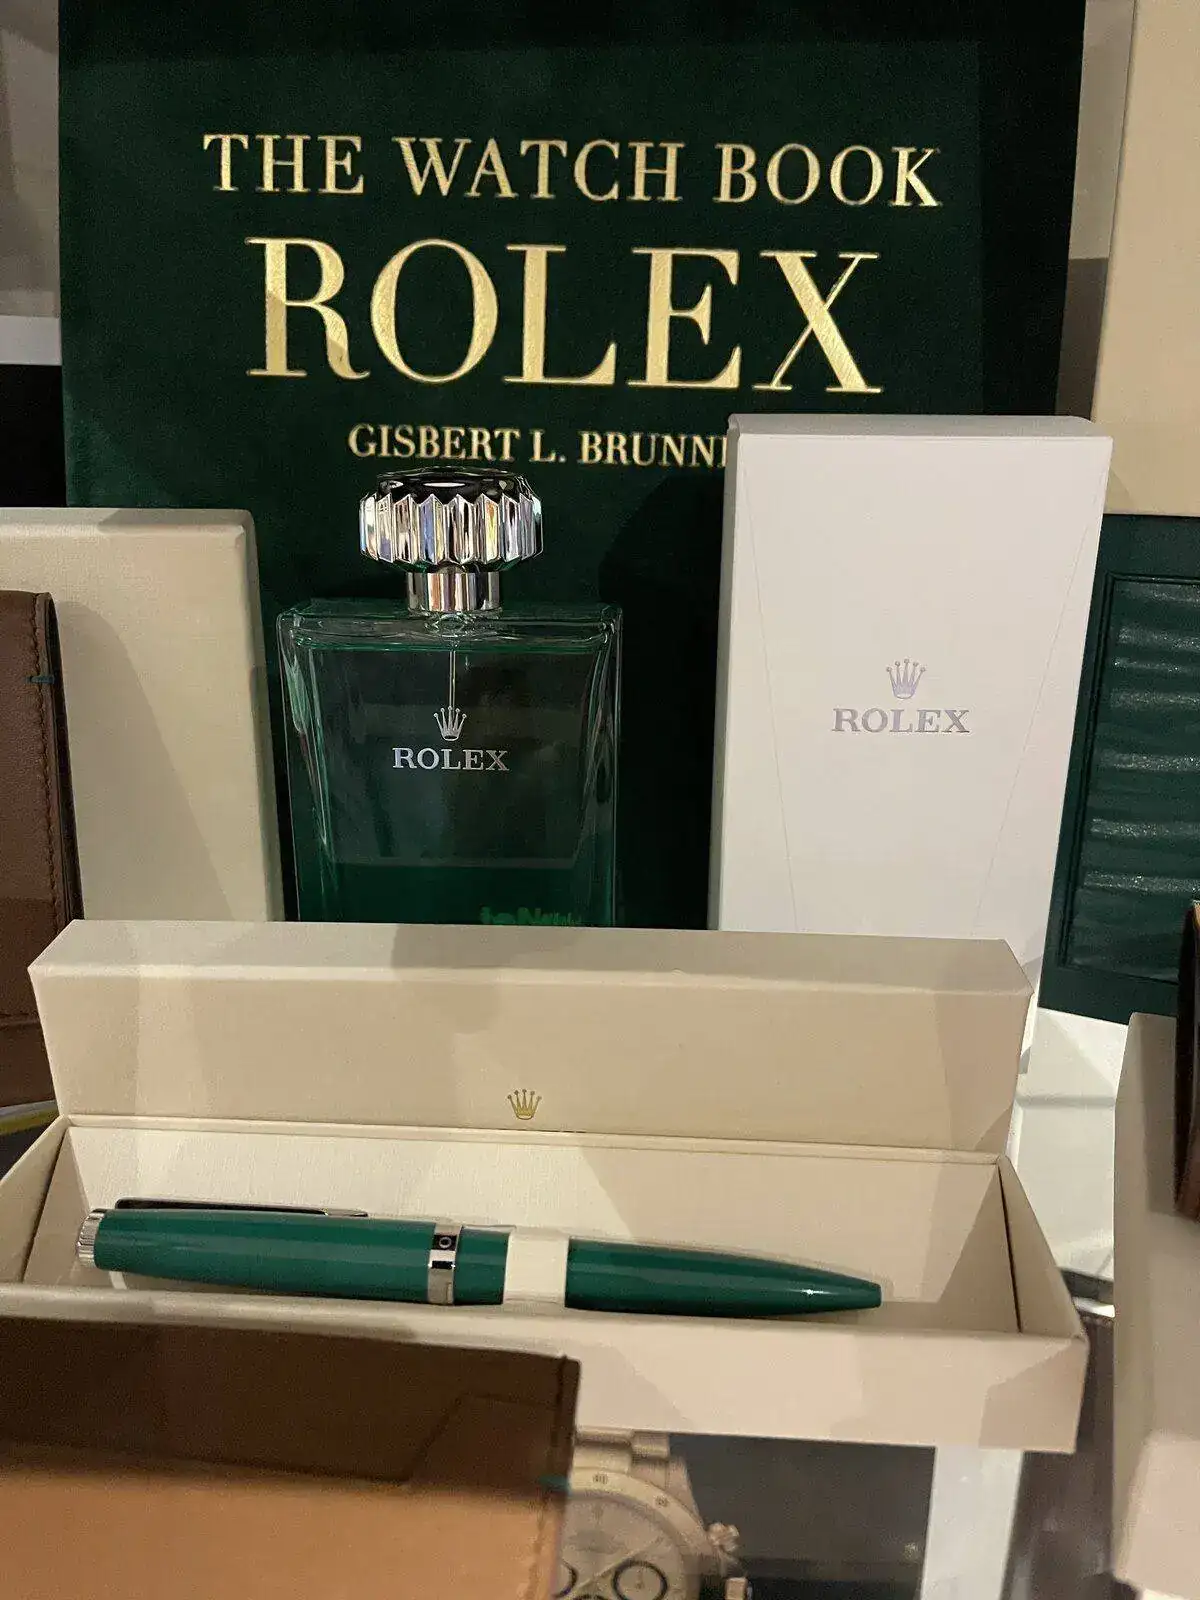 THE WATCH BOOK
ROLEX
GISBERT L. BRUNN
ROLEX
ROLEX